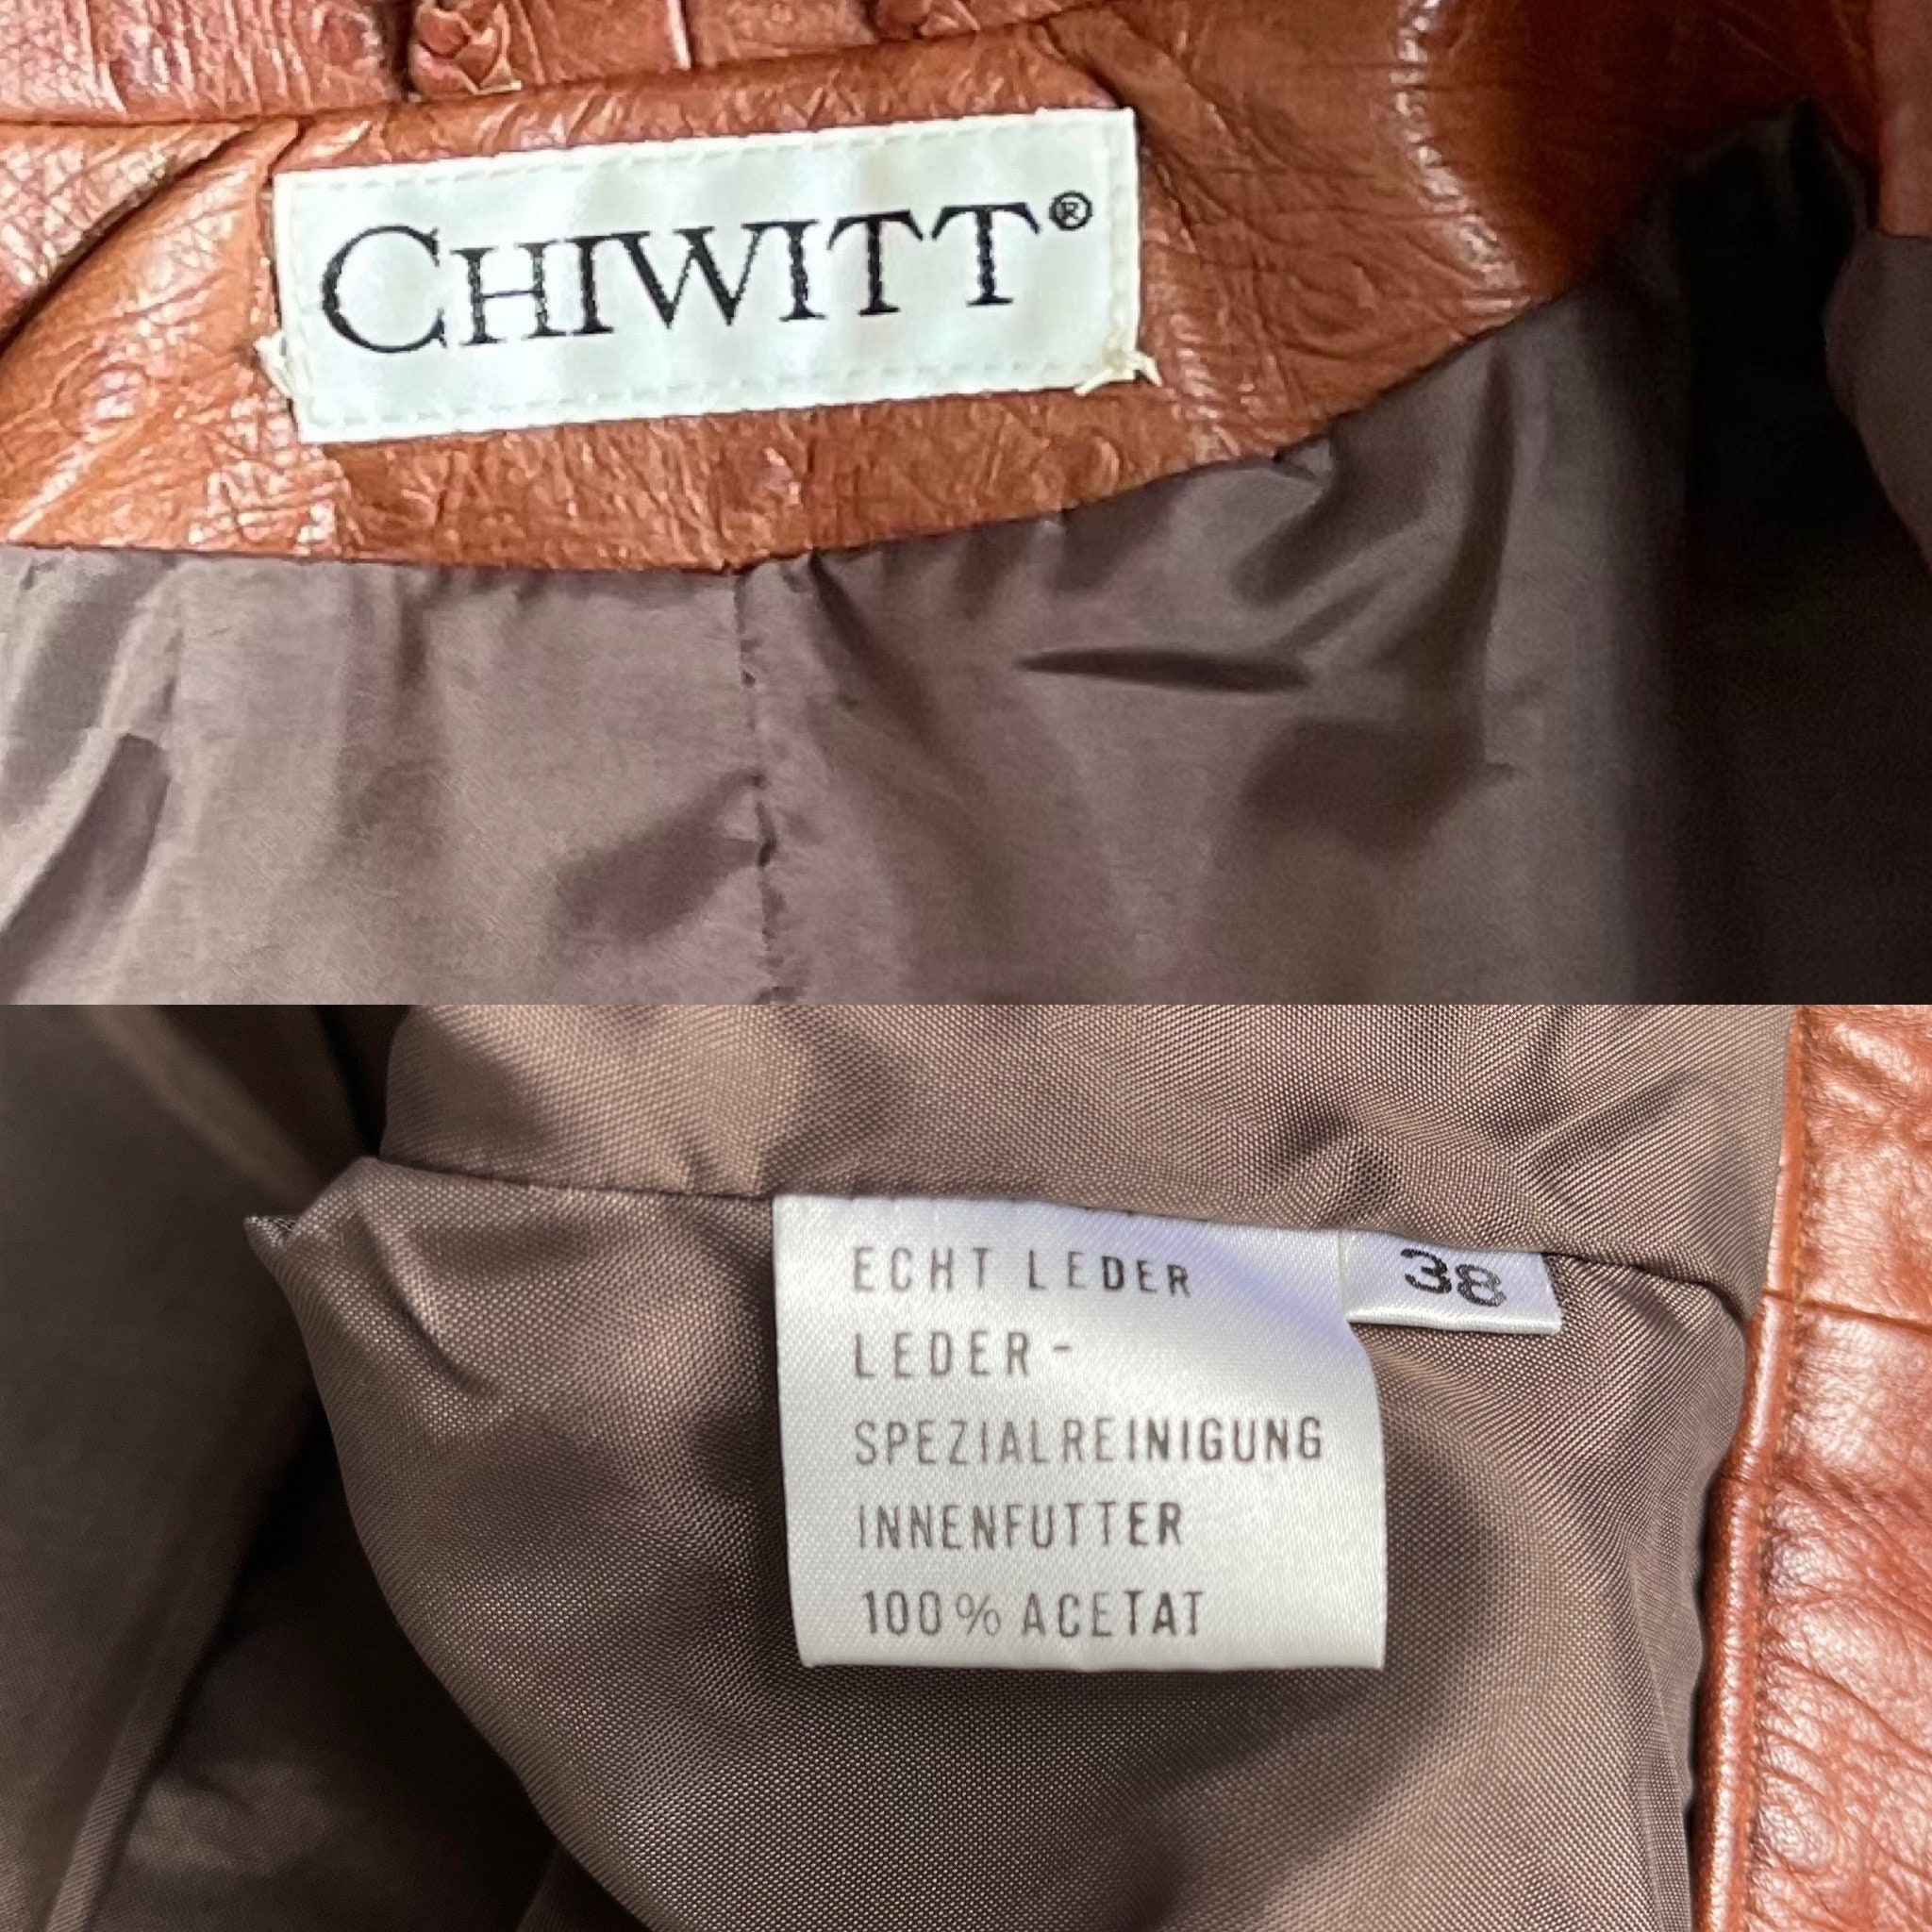 CHIWITT®
ECHT LEDER
LEDER-
SPEZIALREINIGUNG
INNENFUTTER
100% ACETAT
38